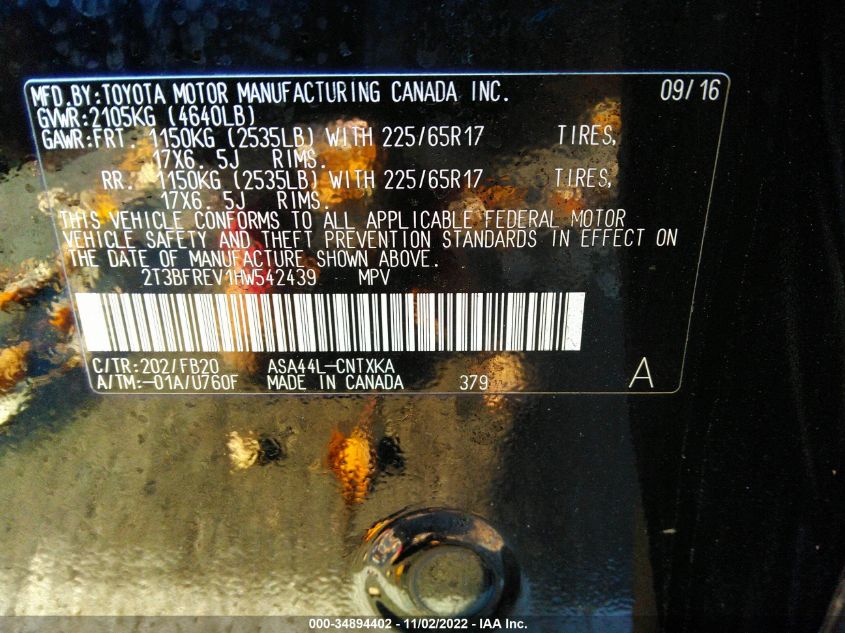 MFD.BY:TOYOTA MOTOR MANUFACTURING CANADA INC. 09/16
GVWR:2105KG (4640LB)
GAWR:FRT. 1150KG (2535LB) WITH 225/65R17 TIRES,
17X6. 5J RIMS.
RR. 1150KG (2535LB) WITH 225/65R17 TIRES,
17X6. 5J RIMS.
THIS VEHICLE CONFORMS TO ALL APPLICABLE FEDERAL MOTOR
VEHICLE SAFETY AND THEFT PREVENTION STANDARDS IN EFFECT ON
THE DATE OF MANUFACTURE SHOWN ABOVE.
2T3BFREV1HW542439 MPV
C/TR:202/FB20 ASA44L-CNTXKA
A/TM:-01A/U760F MADE IN CANADA 379 A
000-34894402 - 11/02/2022 - IAA Inc.